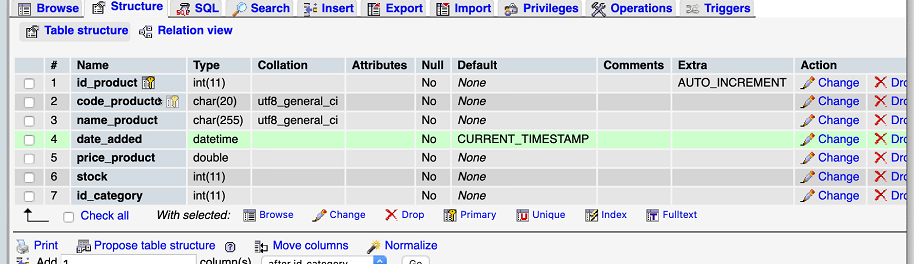 Browse Structure SQL Search Insert Export Import Privileges Operations Triggers
Table structure Relation view
# Name Type Collation Attributes Null Default Comments Extra Action
1 id_product int(11) No None AUTO_INCREMENT Change Dro
2 code_producto char(20) utf8_general_ci No None Change Dro
3 name_product char(255) utf8_general_ci No None Change Dro
4 date_added datetime No CURRENT_TIMESTAMP Change Dro
5 price_product double No None Change Dro
6 stock int(11) No None Change Dro
7 id_category int(11) No None Change Dro
Check all With selected: Browse Change Drop Primary Unique Index Fulltext
Print Propose table structure Move columns Normalize
Add 1 column(s) after id_category Go